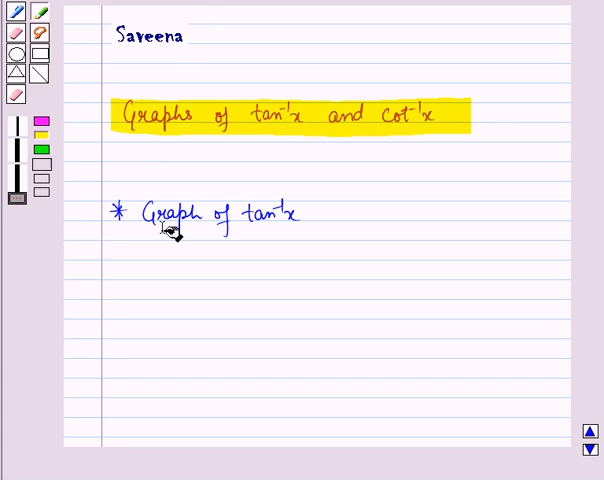 Saveena
Graphs of tan⁻¹x and cot⁻¹x
* Graph of tan⁻¹x